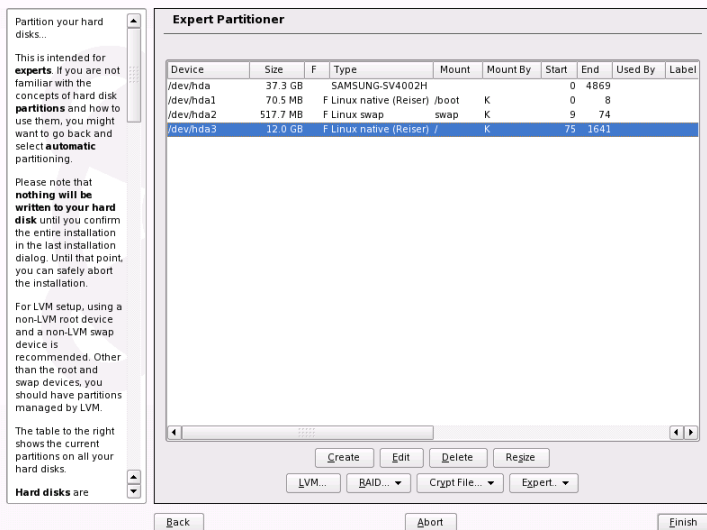 Partition your hard
disks...
This is intended for
experts. If you are not
familiar with the
concepts of hard disk
partitions and how to
use them, you might
want to go back and
select automatic
partitioning.
Please note that
nothing will be
written to your hard
disk until you confirm
the entire installation
in the last installation
dialog. Until that point,
you can safely abort
the installation.
For LVM setup, using a
non-LVM root device
and a non-LVM swap
device is
recommended. Other
than the root and
swap devices, you
should have partitions
managed by LVM.
The table to the right
shows the current
partitions on all your
hard disks.
Hard disks are
Expert Partitioner
Device Size F Type Mount Mount By Start End Used By Label
/dev/hda 37.3 GB SAMSUNG-SV4002H 0 4869
/dev/hda1 70.5 MB F Linux native (Reiser) /boot K 0 8
/dev/hda2 517.7 MB F Linux swap swap K 9 74
/dev/hda3 12.0 GB F Linux native (Reiser) / K 75 1641
Create Edit Delete Resize
LVM... RAID... Crypt File... Expert..
Back Abort Finish